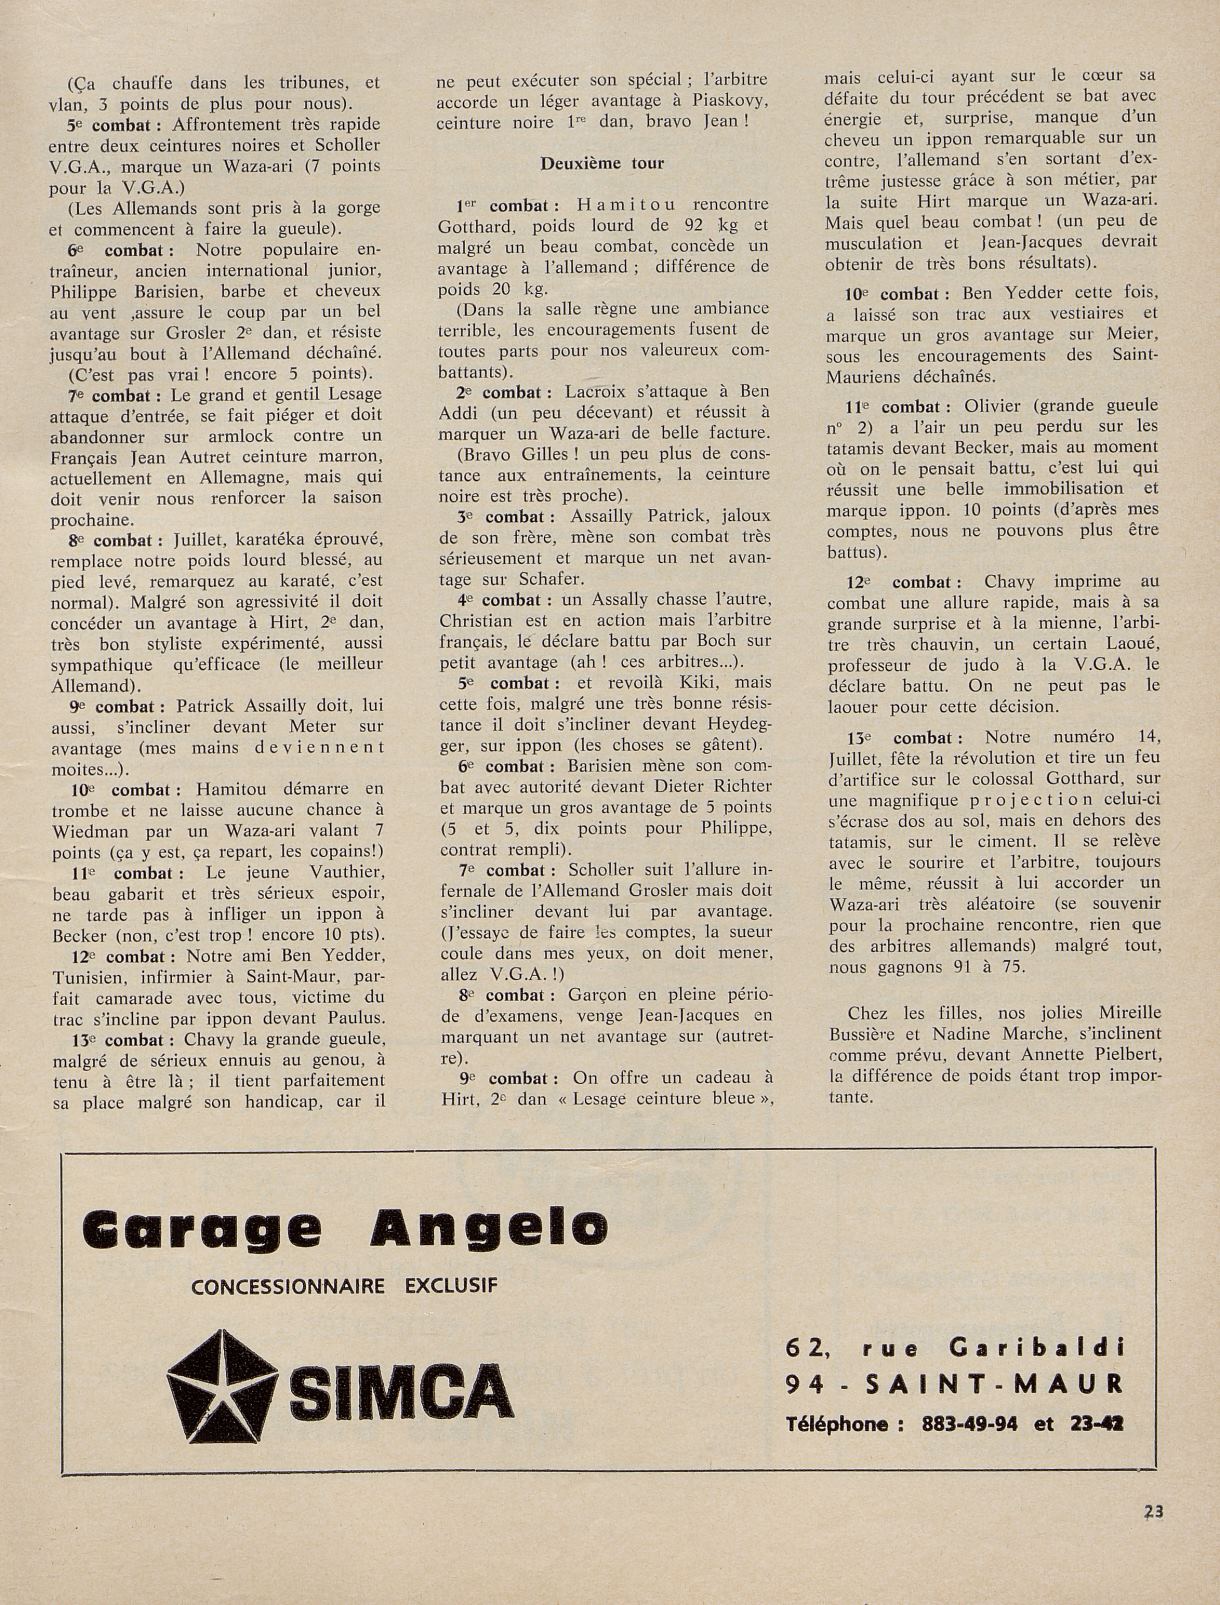 (Ça chauffe dans les tribunes, et
vlan, 3 points de plus pour nous).
5e combat : Affrontement très rapide
entre deux ceintures noires et Scholler
V.G.A., marque un Waza-ari (7 points
pour la V.G.A.)
(Les Allemands sont pris à la gorge
et commencent à faire la gueule).
6e combat : Notre populaire en-
traîneur, ancien international junior,
Philippe Barisien, barbe et cheveux
au vent ,assure le coup par un bel
avantage sur Grosler 2e dan, et résiste
jusqu'au bout à l'Allemand déchaîné.
(C'est pas vrai ! encore 5 points).
7e combat : Le grand et gentil Lesage
attaque d'entrée, se fait piéger et doit
abandonner sur armlock contre un
Français Jean Autret ceinture marron,
actuellement en Allemagne, mais qui
doit venir nous renforcer la saison
prochaine.
8e combat : Juillet, karatéka éprouvé,
remplace notre poids lourd blessé, au
pied levé, remarquez au karaté, c'est
normal). Malgré son agressivité il doit
concéder un avantage à Hirt, 2e dan,
très bon styliste expérimenté, aussi
sympathique qu'efficace (le meilleur
Allemand).
9e combat : Patrick Assailly doit, lui
aussi, s'incliner devant Meter sur
avantage (mes mains deviennent
moites...).
10e combat : Hamitou démarre en
trombe et ne laisse aucune chance à
Wiedman par un Waza-ari valant 7
points (ça y est, ça repart, les copains!)
11e combat : Le jeune Vauthier,
beau gabarit et très sérieux espoir,
ne tarde pas à infliger un ippon à
Becker (non, c'est trop ! encore 10 pts).
12e combat : Notre ami Ben Yedder,
Tunisien, infirmier à Saint-Maur, par-
fait camarade avec tous, victime du
trac s'incline par ippon devant Paulus.
13e combat : Chavy la grande gueule,
malgré de sérieux ennuis au genou, à
tenu à être là ; il tient parfaitement
sa place malgré son handicap, car il
ne peut exécuter son spécial ; l'arbitre
accorde un léger avantage à Piaskovy,
ceinture noire 1re dan, bravo Jean !
Deuxième tour
1er combat : Hamitou rencontre
Gotthard, poids lourd de 92 kg et
malgré un beau combat, concède un
avantage à l'allemand ; différence de
poids 20 kg.
(Dans la salle règne une ambiance
terrible, les encouragements fusent de
toutes parts pour nos valeureux com-
battants).
2e combat : Lacroix s'attaque à Ben
Addi (un peu décevant) et réussit à
marquer un Waza-ari de belle facture.
(Bravo Gilles ! un peu plus de cons-
tance aux entraînements, la ceinture
noire est très proche).
3e combat : Assailly Patrick, jaloux
de son frère, mène son combat très
sérieusement et marque un net avan-
tage sur Schafer.
4e combat : un Assally chasse l'autre,
Christian est en action mais l'arbitre
français, le déclare battu par Boch sur
petit avantage (ah ! ces arbitres...).
5e combat : et revoilà Kiki, mais
cette fois, malgré une très bonne résis-
tance il doit s'incliner devant Heydeg-
ger, sur ippon (les choses se gâtent).
6e combat : Barisien mène son com-
bat avec autorité devant Dieter Richter
et marque un gros avantage de 5 points
(5 et 5, dix points pour Philippe,
contrat rempli).
7e combat : Scholler suit l'allure in-
fernale de l'Allemand Grosler mais doit
s'incliner devant lui par avantage.
(J'essaye de faire les comptes, la sueur
coule dans mes yeux, on doit mener,
allez V.G.A. !)
8e combat : Garçon en pleine pério-
de d'examens, venge Jean-Jacques en
marquant un net avantage sur (autret-
re).
9e combat : On offre un cadeau à
Hirt, 2e dan « Lesage ceinture bleue »,
mais celui-ci ayant sur le cœur sa
défaite du tour précédent se bat avec
énergie et, surprise, manque d'un
cheveu un ippon remarquable sur un
contre, l'allemand s'en sortant d'ex-
trême justesse grâce à son métier, par
la suite Hirt marque un Waza-ari.
Mais quel beau combat ! (un peu de
musculation et Jean-Jacques devrait
obtenir de très bons résultats).
10e combat : Ben Yedder cette fois,
a laissé son trac aux vestiaires et
marque un gros avantage sur Meier,
sous les encouragements des Saint-
Mauriens déchaînés.
11e combat : Olivier (grande gueule
n° 2) a l'air un peu perdu sur les
tatamis devant Becker, mais au moment
où on le pensait battu, c'est lui qui
réussit une belle immobilisation et
marque ippon. 10 points (d'après mes
comptes, nous ne pouvons plus être
battus).
12e combat : Chavy imprime au
combat une allure rapide, mais à sa
grande surprise et à la mienne, l'arbi-
tre très chauvin, un certain Laoué,
professeur de judo à la V.G.A. le
déclare battu. On ne peut pas le
laouer pour cette décision.
13e combat : Notre numéro 14,
Juillet, fête la révolution et tire un feu
d'artifice sur le colossal Gotthard, sur
une magnifique projection celui-ci
s'écrase dos au sol, mais en dehors des
tatamis, sur le ciment. Il se relève
avec le sourire et l'arbitre, toujours
le même, réussit à lui accorder un
Waza-ari très aléatoire (se souvenir
pour la prochaine rencontre, rien que
des arbitres allemands) malgré tout,
nous gagnons 91 à 75.
Chez les filles, nos jolies Mireille
Bussière et Nadine Marche, s'inclinent
comme prévu, devant Annette Pielbert,
la différence de poids étant trop impor-
tante.
Garage Angelo
CONCESSIONNAIRE EXCLUSIF
SIMCA
62, rue Garibaldi
94 - SAINT-MAUR
Téléphone : 883-49-94 et 23-42
23